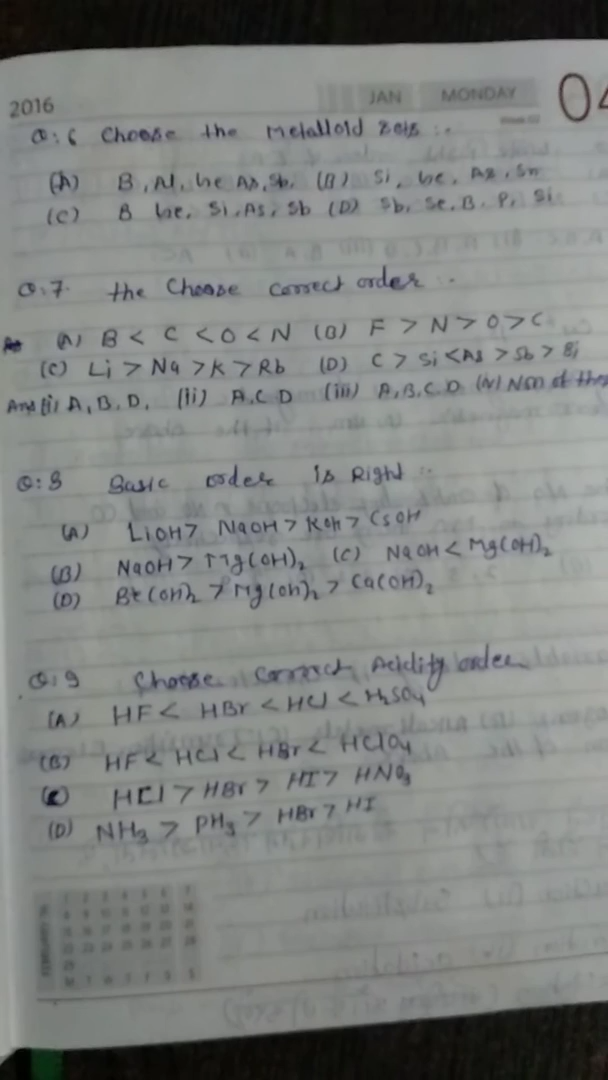 2016 JAN MONDAY 04
Q:6 Choose the Metalloid sets :-
(A) B, Al, Ge As, Sb. (B) Si, Ge, As, Sn
(C) B Ge, Si, As, Sb (D) Sb, Se, B, P, Si
Q:7. the Choose correct order .
(A) B < C < O < N (B) F > N > O > C
(C) Li > Na > K > Rb (D) C > Si < As > Sb > Bi
Ans (i) A, B, D, (ii) A, C D (iii) A, B, C, D (iv) Non of thes
Q:8 Basic order is Right :-
(A) LiOH > NaOH > KOH > CsOH
(B) NaOH > Mg(OH)₂ (C) NaOH < Mg(OH)₂
(D) Be(OH)₂ > Mg(OH)₂ > Ca(OH)₂
Q:9 Choose correct Acidity order
(A) HF < HBr < HCl < H₂SO₄
(B) HF < HCl < HBr < HClO₄
(C) HCl > HBr > HI > HNO₃
(D) NH₃ > PH₃ > HBr > HI